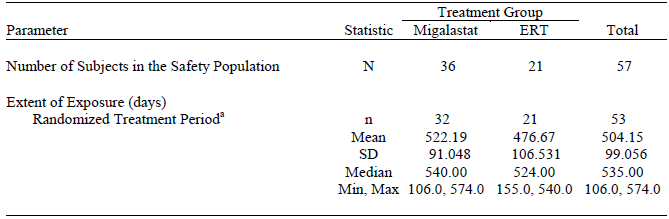 Treatment Group
Parameter Statistic Migalastat ERT Total
Number of Subjects in the Safety Population N 36 21 57
Extent of Exposure (days)
Randomized Treatment Periodᵃ n 32 21 53
Mean 522.19 476.67 504.15
SD 91.048 106.531 99.056
Median 540.00 524.00 535.00
Min, Max 106.0, 574.0 155.0, 540.0 106.0, 574.0